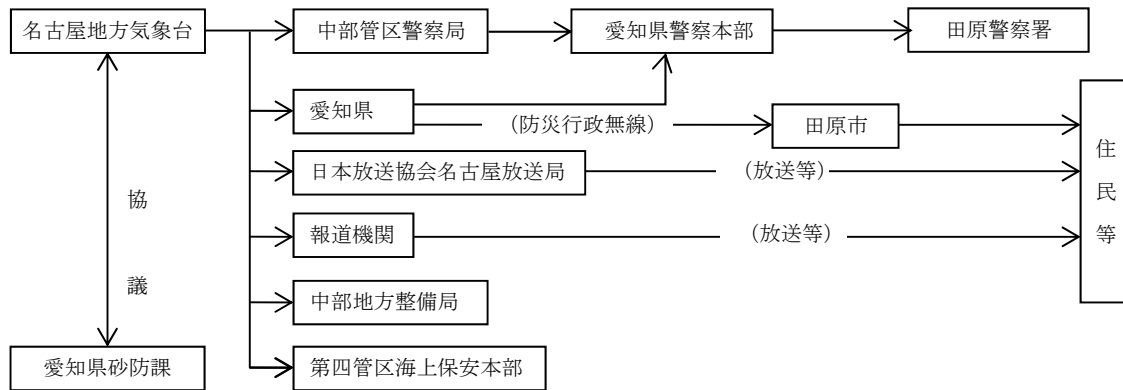 名古屋地方気象台
中部管区警察局
愛知県警察本部
田原警察署
愛知県
(防災行政無線)
田原市
日本放送協会名古屋放送局
(放送等)
報道機関
(放送等)
住民等
協議
中部地方整備局
愛知県砂防課
第四管区海上保安本部